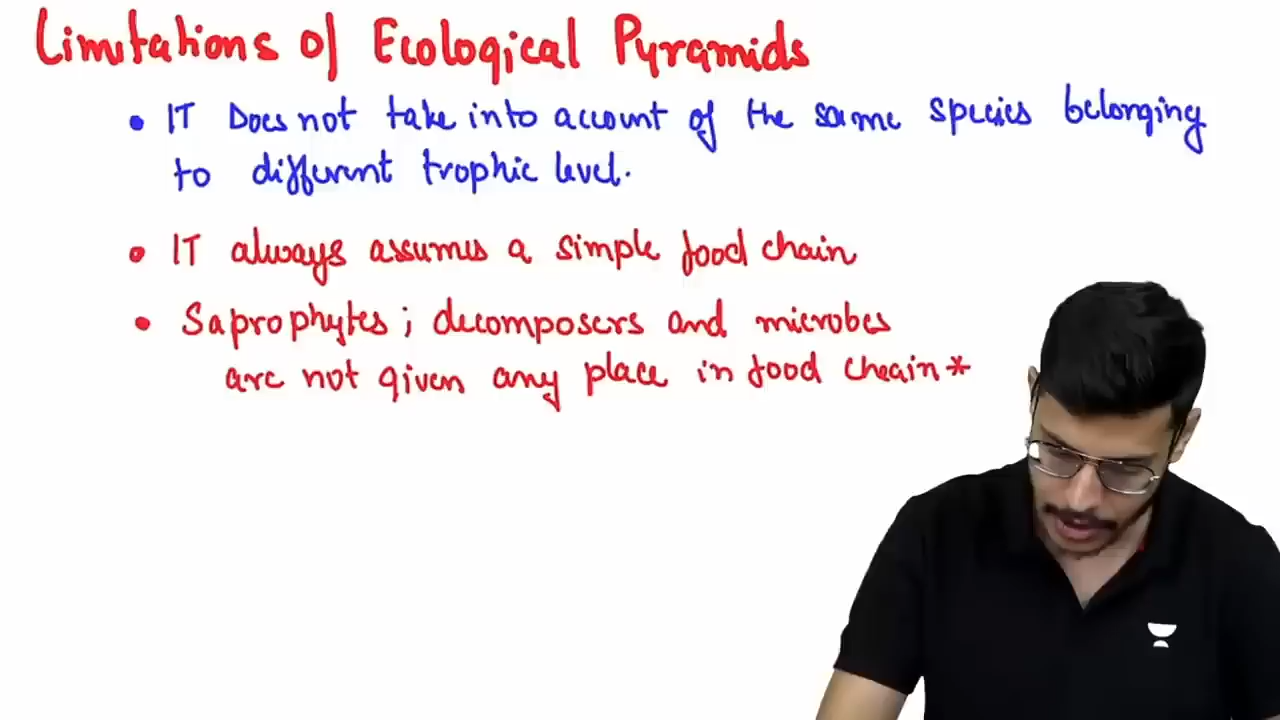 Limitations of Ecological Pyramids
• IT Does not take into account of the same species belonging
to different trophic level.
• IT always assumes a simple food chain
• Saprophytes; decomposers and microbes
are not given any place in food cheain*